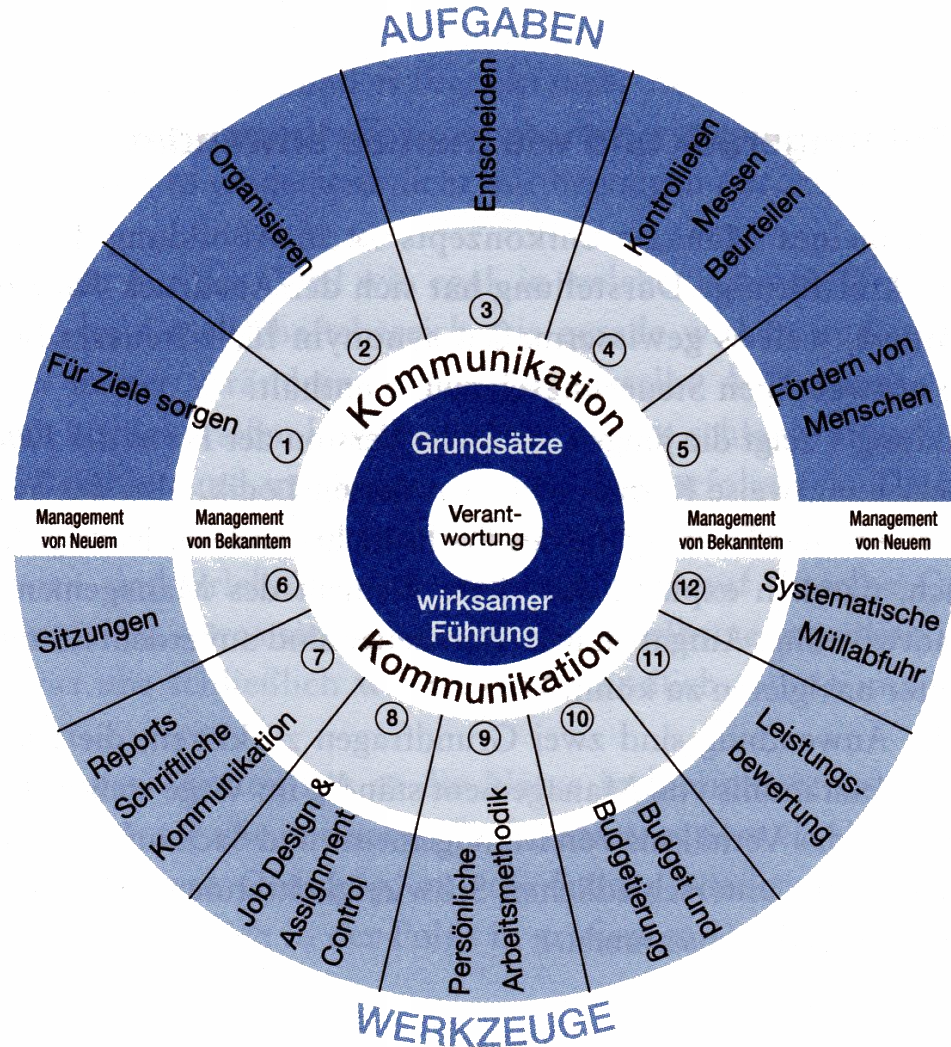 AUFGABEN
Für Ziele sorgen
Organisieren
Entscheiden
Kontrollieren
Messen
Beurteilen
Fördern von
Menschen
1
2
3
4
5
Kommunikation
Grundsätze
Verant-
wortung
wirksamer
Führung
Kommunikation
Management
von Neuem
Management
von Bekanntem
Management
von Bekanntem
Management
von Neuem
6
7
8
9
10
11
12
Sitzungen
Reports
Schriftliche
Kommunikation
Job Design &
Assignment
Control
Persönliche
Arbeitsmethodik
Budget und
Budgetierung
Leistungs-
bewertung
Systematische
Müllabfuhr
WERKZEUGE